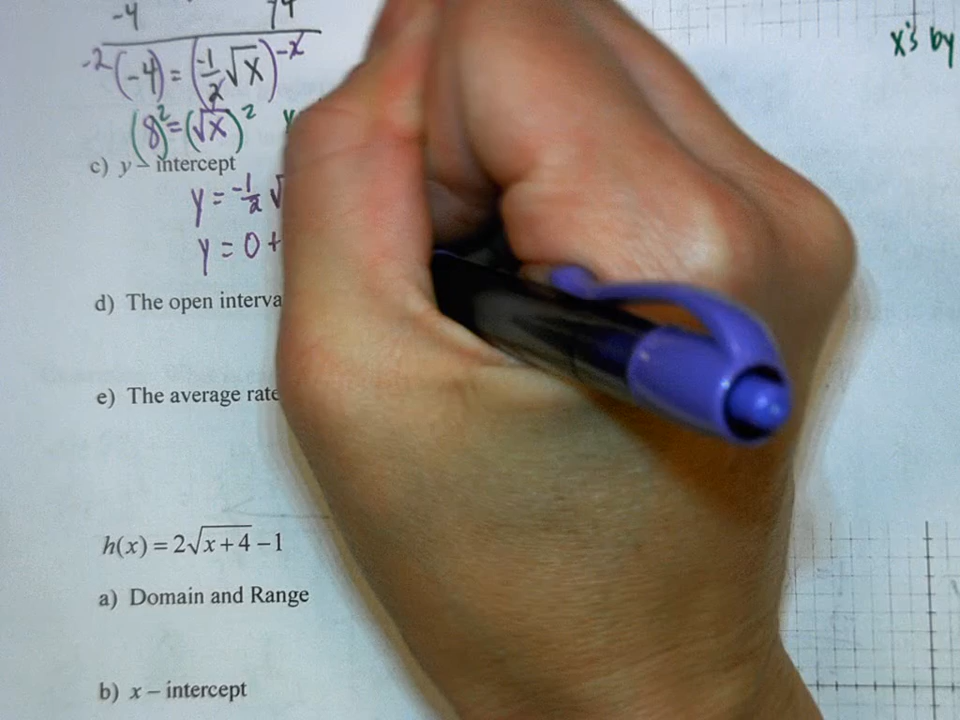 -4
-2(-4) = (-1/2 √x)-2
(8)² = (√x)²
x's by
c) y – intercept
y = -1/2 √
y = 0 +
d) The open interva
e) The average rate
h(x) = 2√x+4 – 1
a) Domain and Range
b) x – intercept